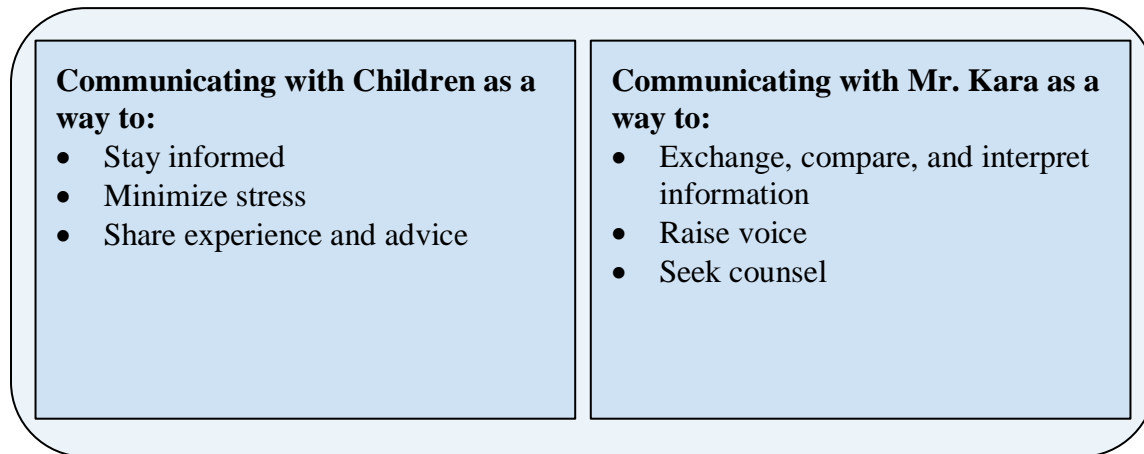 Communicating with Children as a
way to:
• Stay informed
• Minimize stress
• Share experience and advice
Communicating with Mr. Kara as a
way to:
• Exchange, compare, and interpret
information
• Raise voice
• Seek counsel